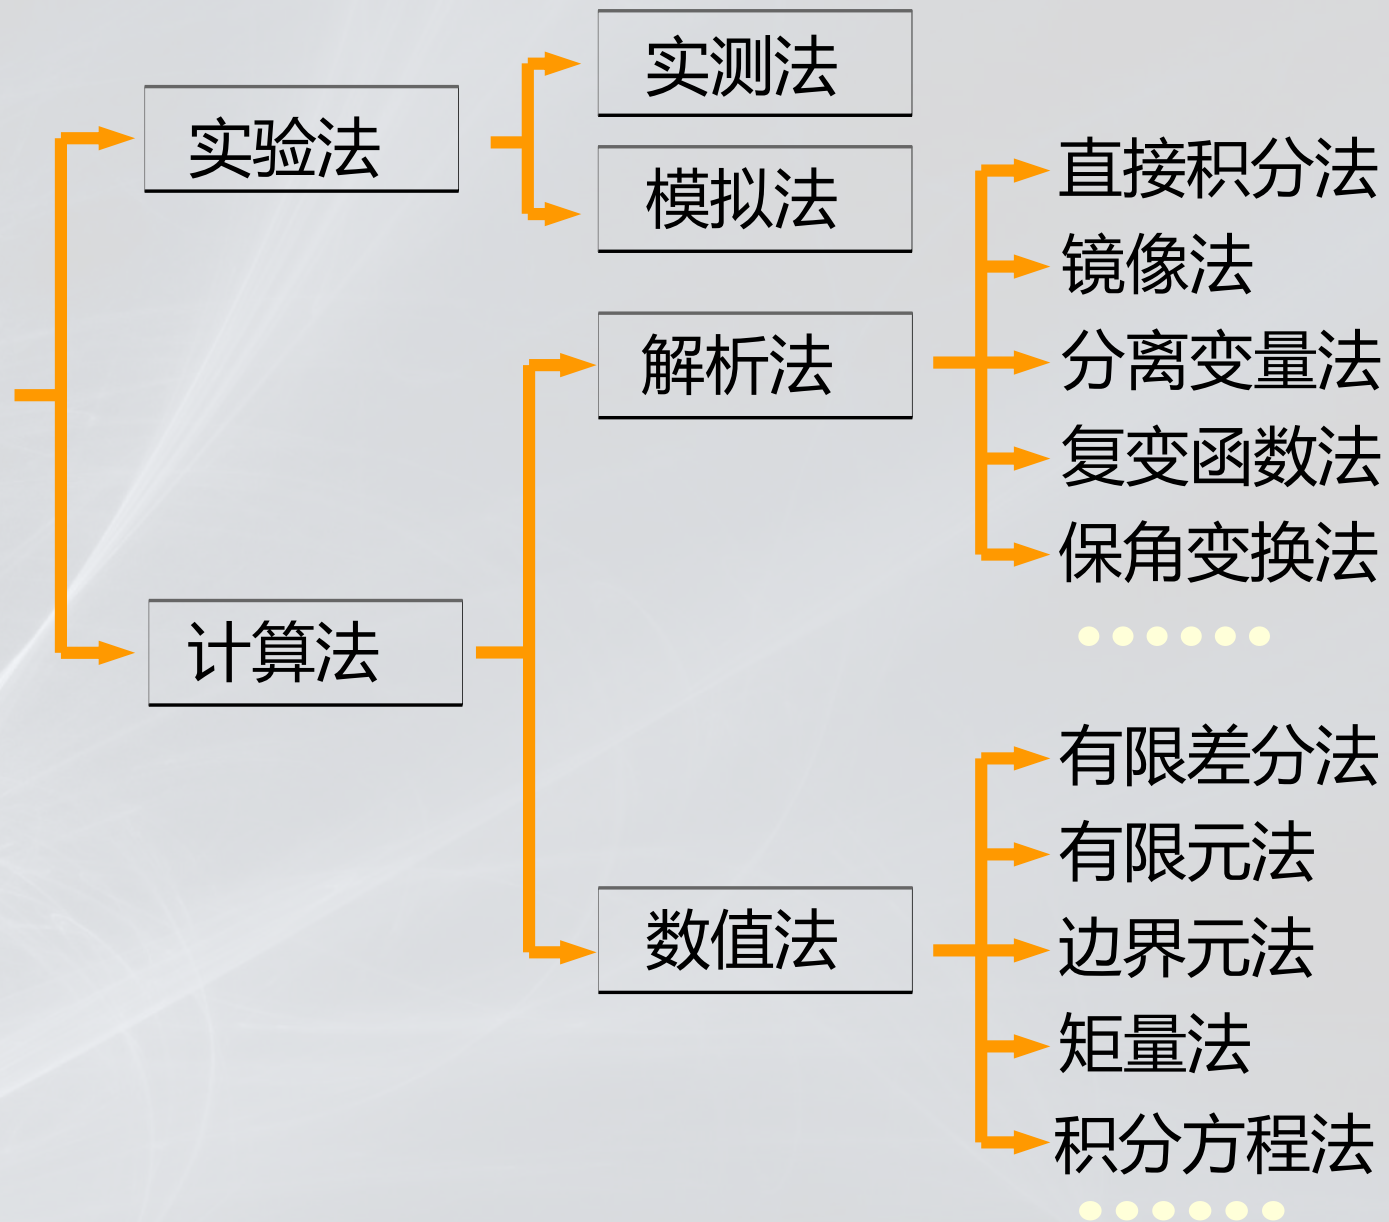 实验法
实测法
模拟法
计算法
解析法
直接积分法
镜像法
分离变量法
复变函数法
保角变换法
数值法
有限差分法
有限元法
边界元法
矩量法
积分方程法